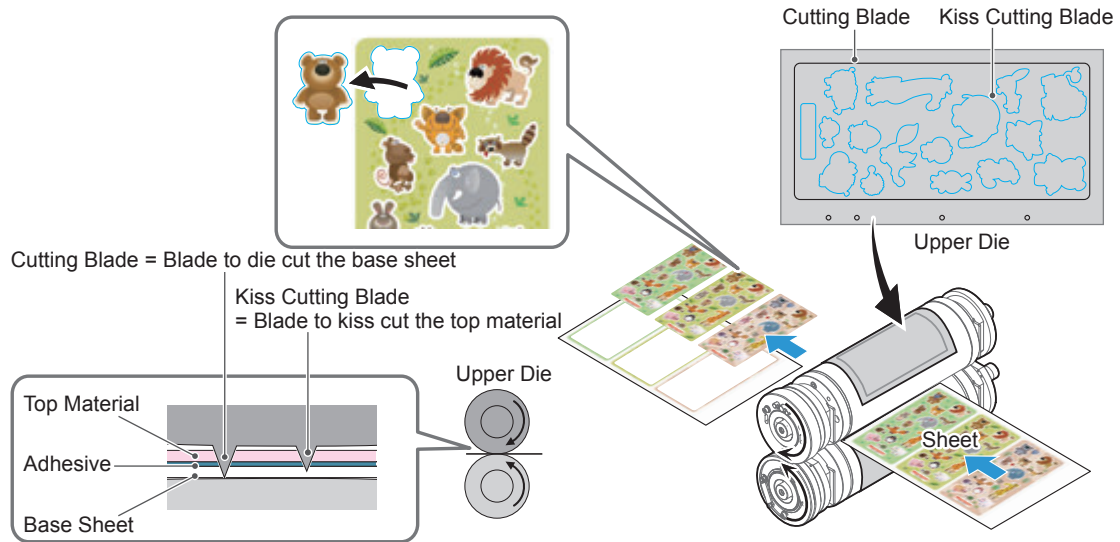 Cutting Blade
Kiss Cutting Blade
Upper Die
Cutting Blade = Blade to die cut the base sheet
Kiss Cutting Blade
= Blade to kiss cut the top material
Upper Die
Top Material
Adhesive
Base Sheet
Sheet